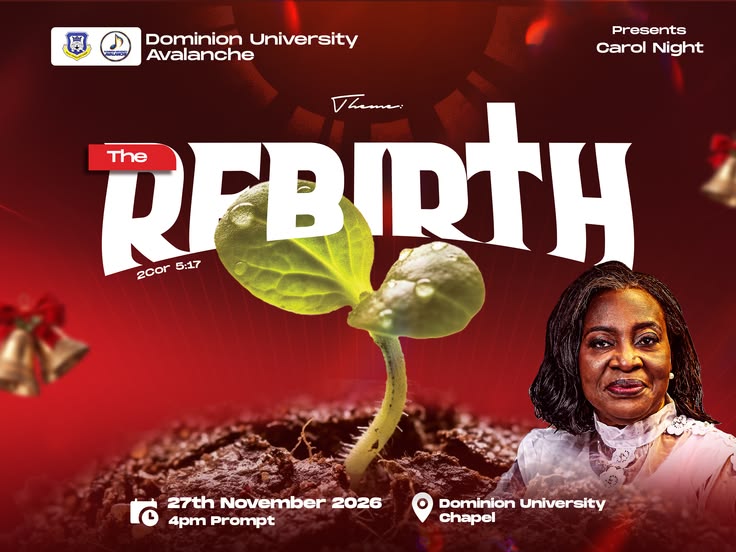 Dominion University
Avalanche
Presents
Carol Night
Theme:
The
REBIRTH
2cor 5:17
27th November 2026
4pm Prompt
Dominion University
Chapel